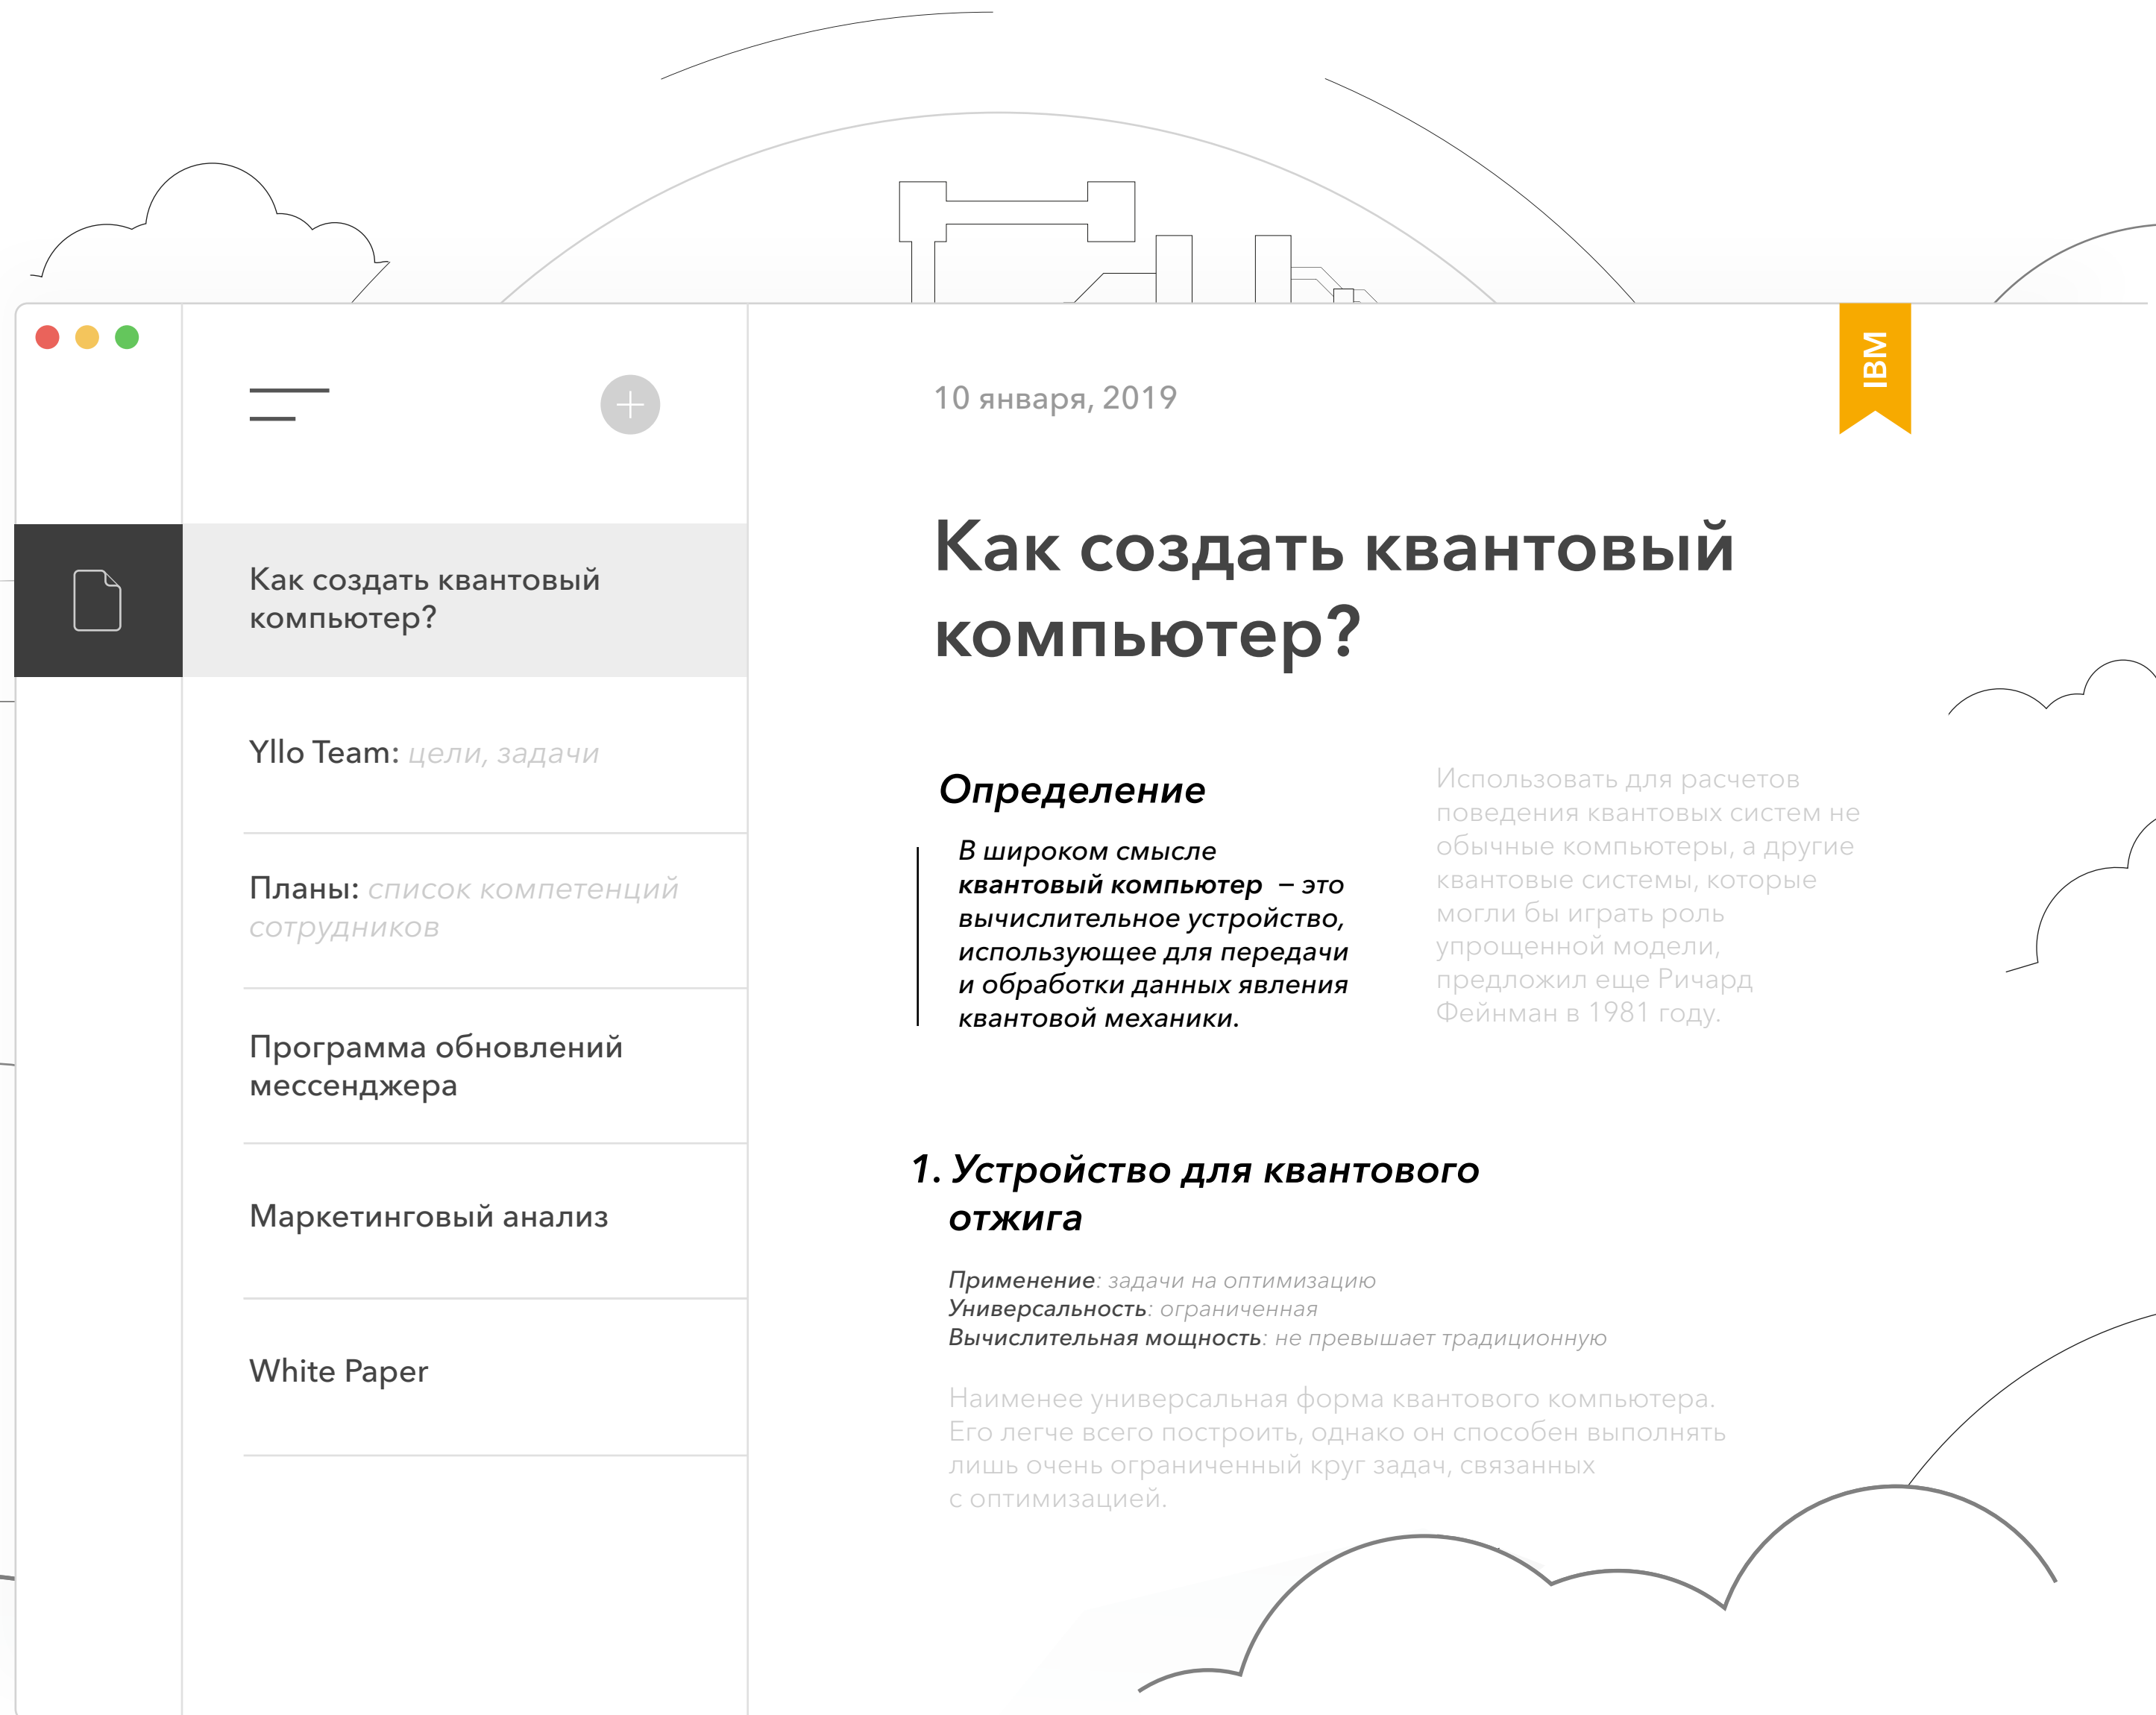 Как создать квантовый
компьютер?
Yllo Team: цели, задачи
Планы: список компетенций
сотрудников
Программа обновлений
мессенджера
Маркетинговый анализ
White Paper
10 января, 2019
IBM
Как создать квантовый
компьютер?
Определение
В широком смысле
квантовый компьютер – это
вычислительное устройство,
использующее для передачи
и обработки данных явления
квантовой механики.
Использовать для расчетов
поведения квантовых систем не
обычные компьютеры, а другие
квантовые системы, которые
могли бы играть роль
упрощенной модели,
предложил еще Ричард
Фейнман в 1981 году.
1. Устройство для квантового
отжига
Применение: задачи на оптимизацию
Универсальность: ограниченная
Вычислительная мощность: не превышает традиционную
Наименее универсальная форма квантового компьютера.
Его легче всего построить, однако он способен выполнять
лишь очень ограниченный круг задач, связанных
с оптимизацией.